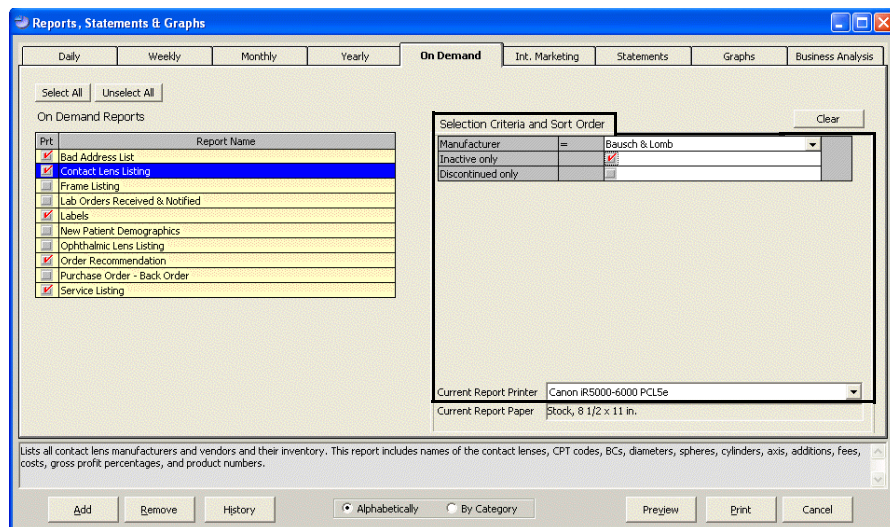 Reports, Statements & Graphs
Daily
Weekly
Monthly
Yearly
On Demand
Int. Marketing
Statements
Graphs
Business Analysis
Select All
Unselect All
On Demand Reports
Prt Report Name
Bad Address List
Contact Lens Listing
Frame Listing
Lab Orders Received & Notified
Labels
New Patient Demographics
Ophthalmic Lens Listing
Order Recommendation
Purchase Order - Back Order
Service Listing
Selection Criteria and Sort Order
Clear
Manufacturer = Bausch & Lomb
Inactive only
Discontinued only
Current Report Printer Canon iR5000-6000 PCL5e
Current Report Paper Stock, 8 1/2 x 11 in.
Lists all contact lens manufacturers and vendors and their inventory. This report includes names of the contact lenses, CPT codes, BCs, diameters, spheres, cylinders, axis, additions, fees,
costs, gross profit percentages, and product numbers.
Add
Remove
History
Alphabetically
By Category
Preview
Print
Cancel